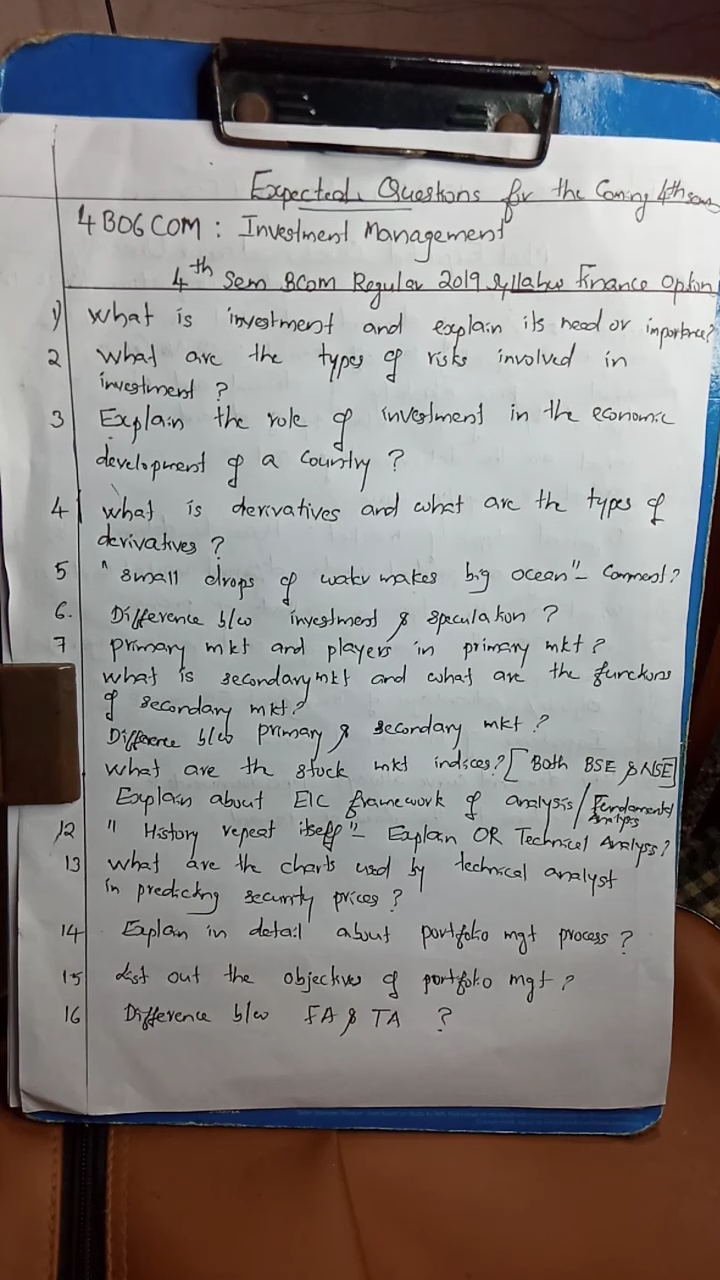 Expected Questions for the Coming 4th sem
4 BO6 COM : Investment Management
4th Sem BCom Regular 2019 Syllabus Finance Option
1) What is investment and explain its need or importance?
2 What are the types of risks involved in
investment ?
3 Explain the role of investment in the economic
development of a Country ?
4 What is derivatives and what are the types of
derivatives ?
5 "small drops of water makes big ocean" - Comment?
6. Difference b/w investment & speculation ?
7 primary mkt and players in primary mkt ?
what is secondary mkt and what are the functions
of secondary mkt?
Difference b/w primary & secondary mkt ?
What are the stock mkt indices? [Both BSE & NSE]
Explain about EIC framework of analysis / Fundamental
Analysis
12 " History repeat itself" - Explain OR Technical Analysis?
13 What are the charts used by technical analyst
in predicting security prices ?
14 Explain in detail about portfolio mgt process ?
15 List out the objectives of portfolio mgt ?
16 Difference b/w FA & TA ?